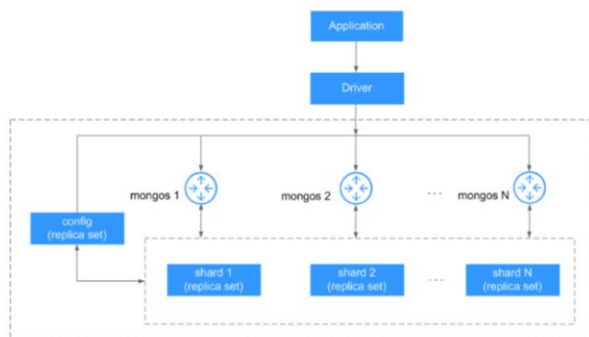 Application
Driver
mongos 1
mongos 2
...
mongos N
config
(replica set)
shard 1
(replica set)
shard 2
(replica set)
...
shard N
(replica set)